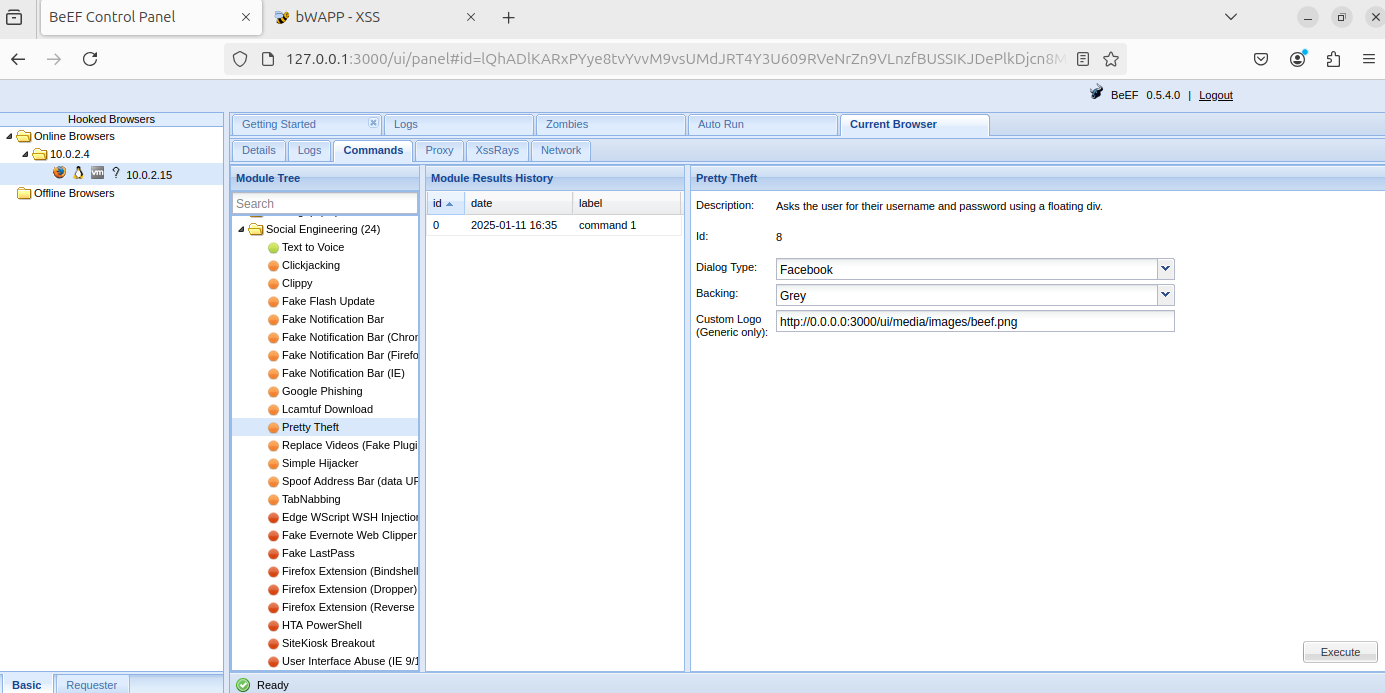 BeEF Control Panel
bWAPP - XSS
127.0.0.1:3000/ui/panel#id=lQhADlKARxPYye8tvYvvM9vsUMdJRT4Y3U609RVeNrZn9VLnzfBUSSIKJDePlkDjcn8M
BeEF 0.5.4.0 | Logout
Hooked Browsers
Online Browsers
10.0.2.4
vm ? 10.0.2.15
Offline Browsers
Basic
Requester
Getting Started
Logs
Zombies
Auto Run
Current Browser
Details
Logs
Commands
Proxy
XssRays
Network
Module Tree
Search
Social Engineering (24)
Text to Voice
Clickjacking
Clippy
Fake Flash Update
Fake Notification Bar
Fake Notification Bar (Chror
Fake Notification Bar (Firefo
Fake Notification Bar (IE)
Google Phishing
Lcamtuf Download
Pretty Theft
Replace Videos (Fake Plugi
Simple Hijacker
Spoof Address Bar (data UF
TabNabbing
Edge WScript WSH Injection
Fake Evernote Web Clipper
Fake LastPass
Firefox Extension (Bindshell
Firefox Extension (Dropper)
Firefox Extension (Reverse
HTA PowerShell
SiteKiosk Breakout
User Interface Abuse (IE 9/1
Module Results History
id date label
0 2025-01-11 16:35 command 1
Pretty Theft
Description: Asks the user for their username and password using a floating div.
Id: 8
Dialog Type: Facebook
Backing: Grey
Custom Logo
(Generic only): http://0.0.0.0:3000/ui/media/images/beef.png
Execute
Ready